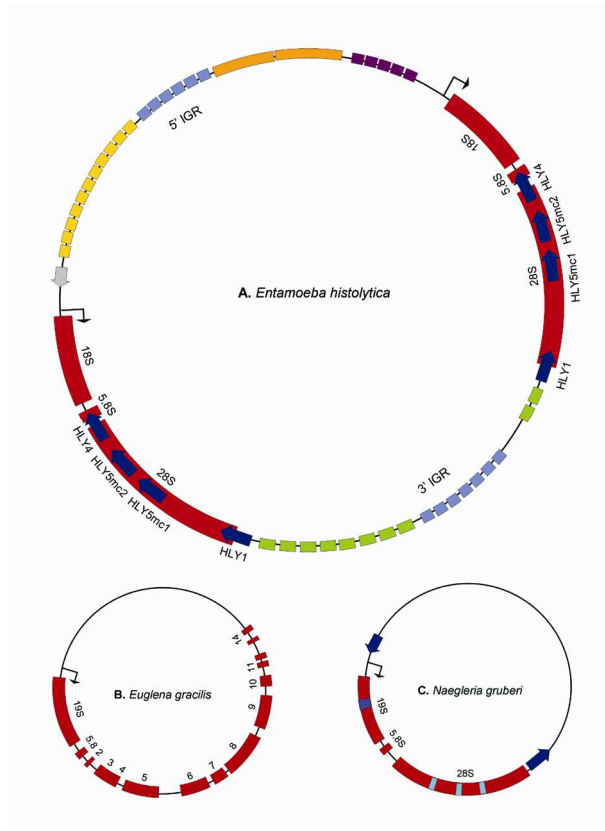 5' IGR
18S
5.8S
HLY4
HLY5mc2
28S
HLY5mc1
A. Entamoeba histolytica
HLY1
18S
5.8S
HLY4
HLY5mc2
28S
HLY5mc1
HLY1
3' IGR
14
11
10
B. Euglena gracilis
9
19S
5.8
2
3
4
5
6
7
8
C. Naegleria gruberi
19S
5.8S
28S